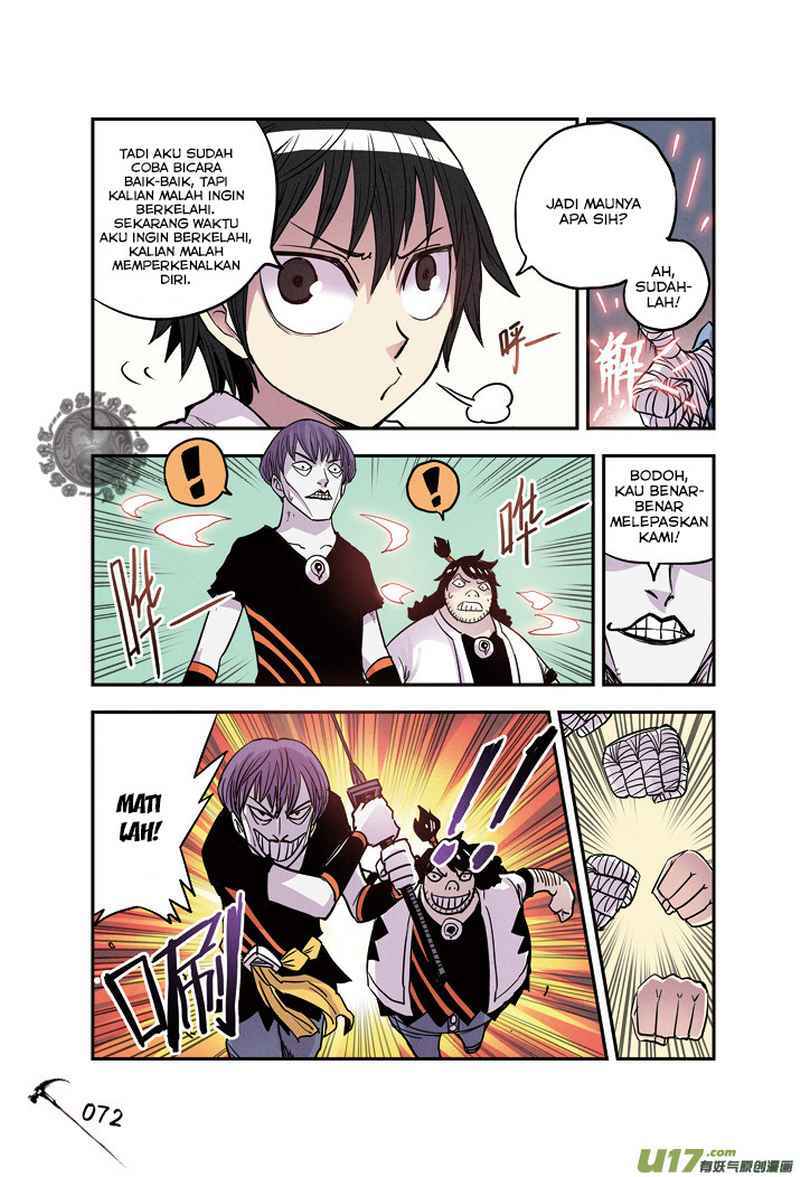 TADI AKU SUDAH
COBA BICARA
BAIK-BAIK, TAPI
KALIAN MALAH INGIN
BERKELAHI.
SEKARANG WAKTU
AKU INGIN BERKELAHI,
KALIAN MALAH
MEMPERKENALKAN
DIRI.
呼
JADI MAUNYA
APA SIH?
AH,
SUDAH-
LAH!
解
!
!
哗
哗
BODOH,
KAU BENAR-
BENAR
MELEPASKAN
KAMI!
MATI
LAH!
!!
唰
072
U17.com
有妖气原创漫画